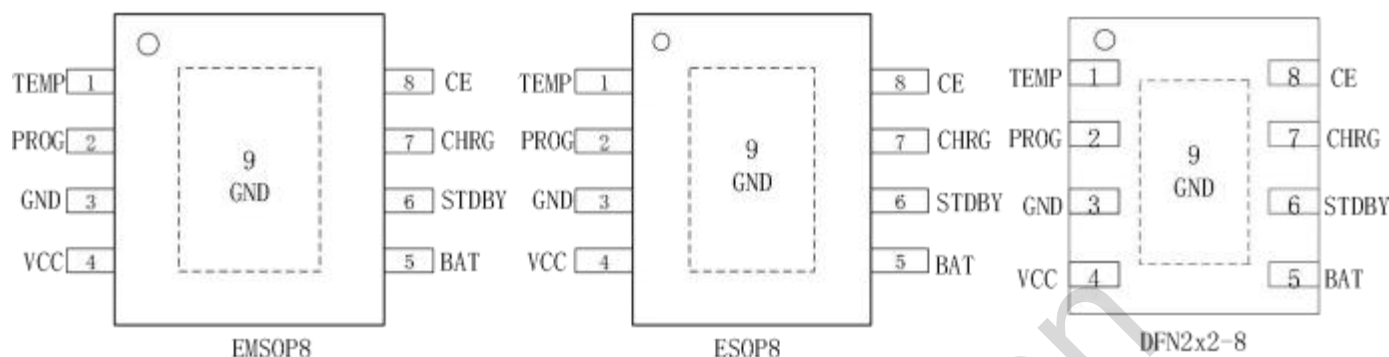 TEMP 1 8 CE
PROG 2 7 CHRG
GND 3 6 STDBY
VCC 4 5 BAT
9
GND
EMSOP8
TEMP 1 8 CE
PROG 2 7 CHRG
GND 3 6 STDBY
VCC 4 5 BAT
9
GND
ESOP8
TEMP 1 8 CE
PROG 2 7 CHRG
GND 3 6 STDBY
VCC 4 5 BAT
9
GND
DFN2x2-8